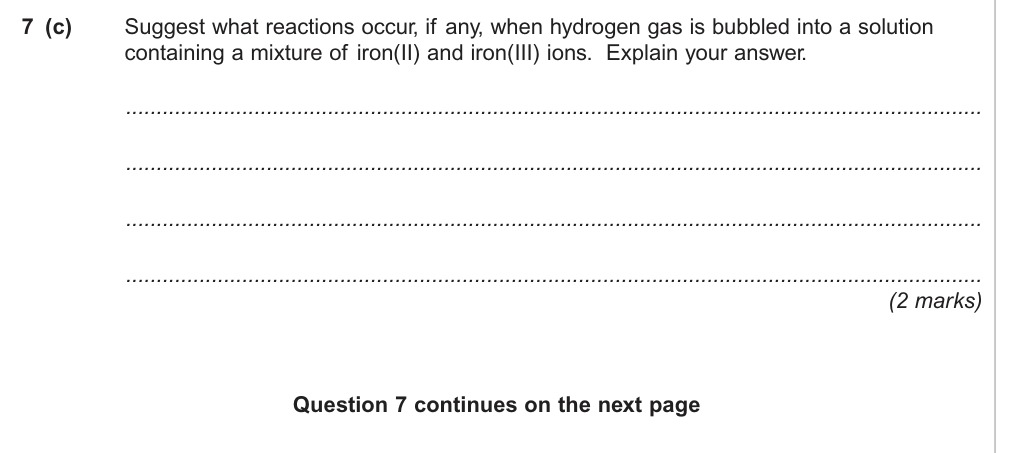 7 (c) Suggest what reactions occur, if any, when hydrogen gas is bubbled into a solution
containing a mixture of iron(II) and iron(III) ions. Explain your answer.
(2 marks)
Question 7 continues on the next page